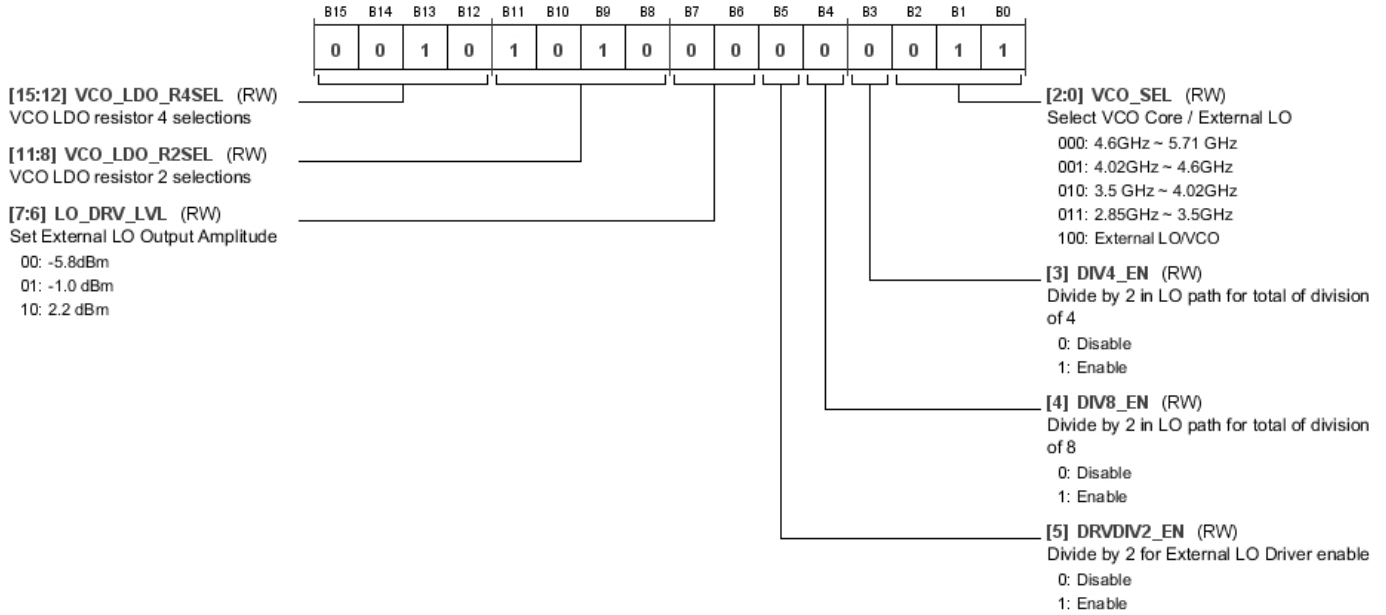 B15 B14 B13 B12 B11 B10 B9 B8 B7 B6 B5 B4 B3 B2 B1 B0
0 0 1 0 1 0 1 0 0 0 0 0 0 0 1 1
[15:12] VCO_LDO_R4SEL (RW)
VCO LDO resistor 4 selections
[11:8] VCO_LDO_R2SEL (RW)
VCO LDO resistor 2 selections
[7:6] LO_DRV_LVL (RW)
Set External LO Output Amplitude
00: -5.8dBm
01: -1.0 dBm
10: 2.2 dBm
[2:0] VCO_SEL (RW)
Select VCO Core / External LO
000: 4.6GHz ~ 5.71 GHz
001: 4.02GHz ~ 4.6GHz
010: 3.5 GHz ~ 4.02GHz
011: 2.85GHz ~ 3.5GHz
100: External LO/VCO
[3] DIV4_EN (RW)
Divide by 2 in LO path for total of division
of 4
0: Disable
1: Enable
[4] DIV8_EN (RW)
Divide by 2 in LO path for total of division
of 8
0: Disable
1: Enable
[5] DRVDIV2_EN (RW)
Divide by 2 for External LO Driver enable
0: Disable
1: Enable